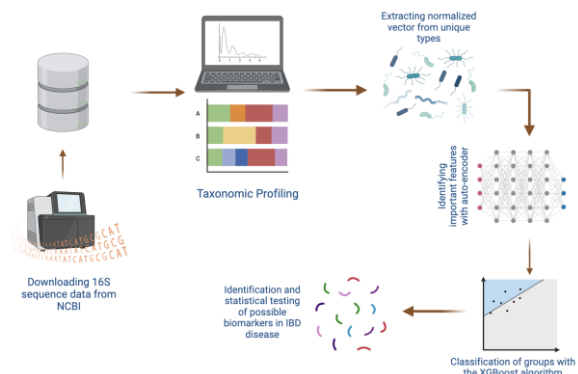 Extracting normalized
vector from unique
types
A
B
C
Taxonomic Profiling
Identifying
important features
with auto-encoder
Downloading 16S
sequence data from
NCBI
Identification and
statistical testing
of possible
biomarkers in IBD
disease
Classification of groups with
the XGBoost algorithm